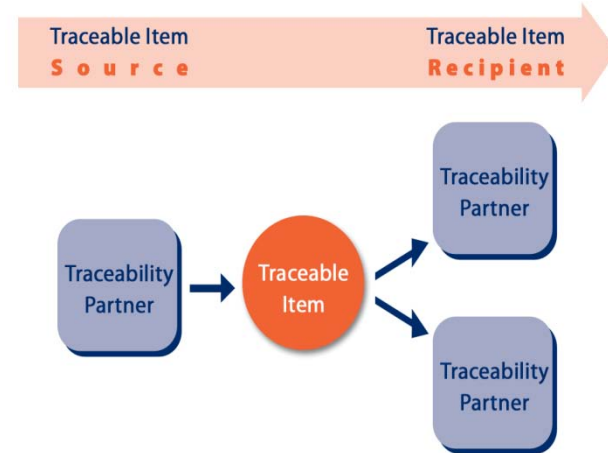 Traceable Item
Source
Traceable Item
Recipient
Traceability
Partner
Traceable
Item
Traceability
Partner
Traceability
Partner